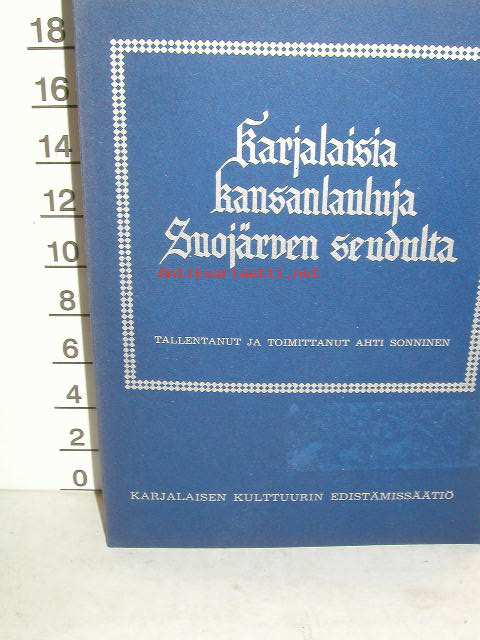 18
16
14
12
10
8
6
4
2
0
Karjalaisia
kansanlauluja
Suojärven seudulta
TALLENTANUT JA TOIMITTANUT AHTI SONNINEN
KARJALAISEN KULTTUURIN EDISTÄMISSÄÄTIÖ